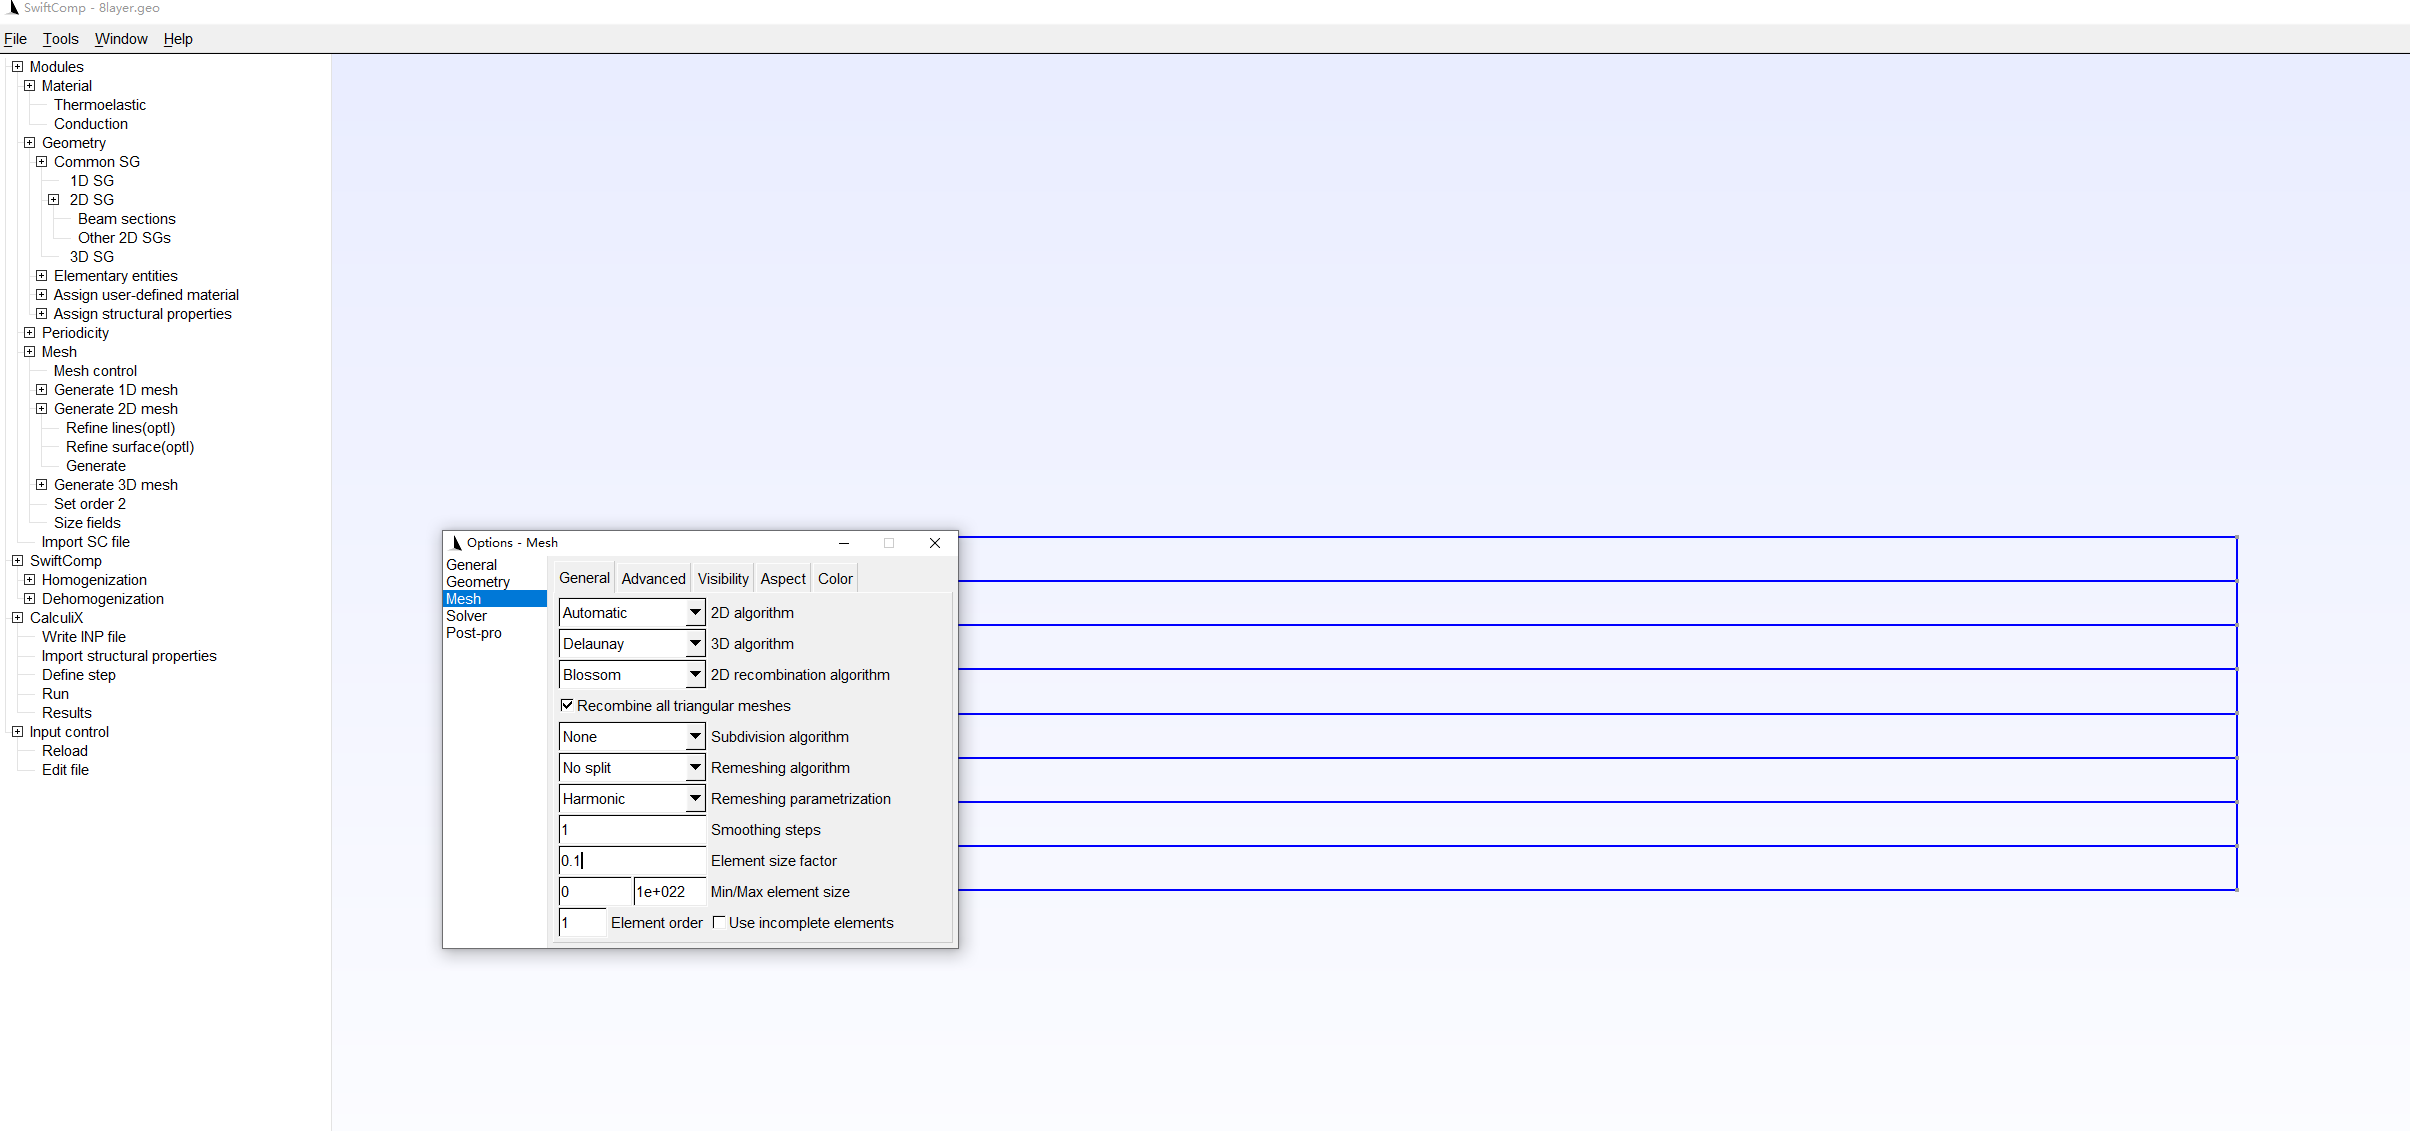 SwiftComp - 8layer.geo
File Tools Window Help
Modules
Material
Thermoelastic
Conduction
Geometry
Common SG
1D SG
2D SG
Beam sections
Other 2D SGs
3D SG
Elementary entities
Assign user-defined material
Assign structural properties
Periodicity
Mesh
Mesh control
Generate 1D mesh
Generate 2D mesh
Refine lines(optl)
Refine surface(optl)
Generate
Generate 3D mesh
Set order 2
Size fields
Import SC file
SwiftComp
Homogenization
Dehomogenization
CalculiX
Write INP file
Import structural properties
Define step
Run
Results
Input control
Reload
Edit file
Options - Mesh
General
Geometry
Mesh
Solver
Post-pro
General Advanced Visibility Aspect Color
Automatic 2D algorithm
Delaunay 3D algorithm
Blossom 2D recombination algorithm
Recombine all triangular meshes
None Subdivision algorithm
No split Remeshing algorithm
Harmonic Remeshing parametrization
1 Smoothing steps
0.1 Element size factor
0 1e+022 Min/Max element size
1 Element order Use incomplete elements